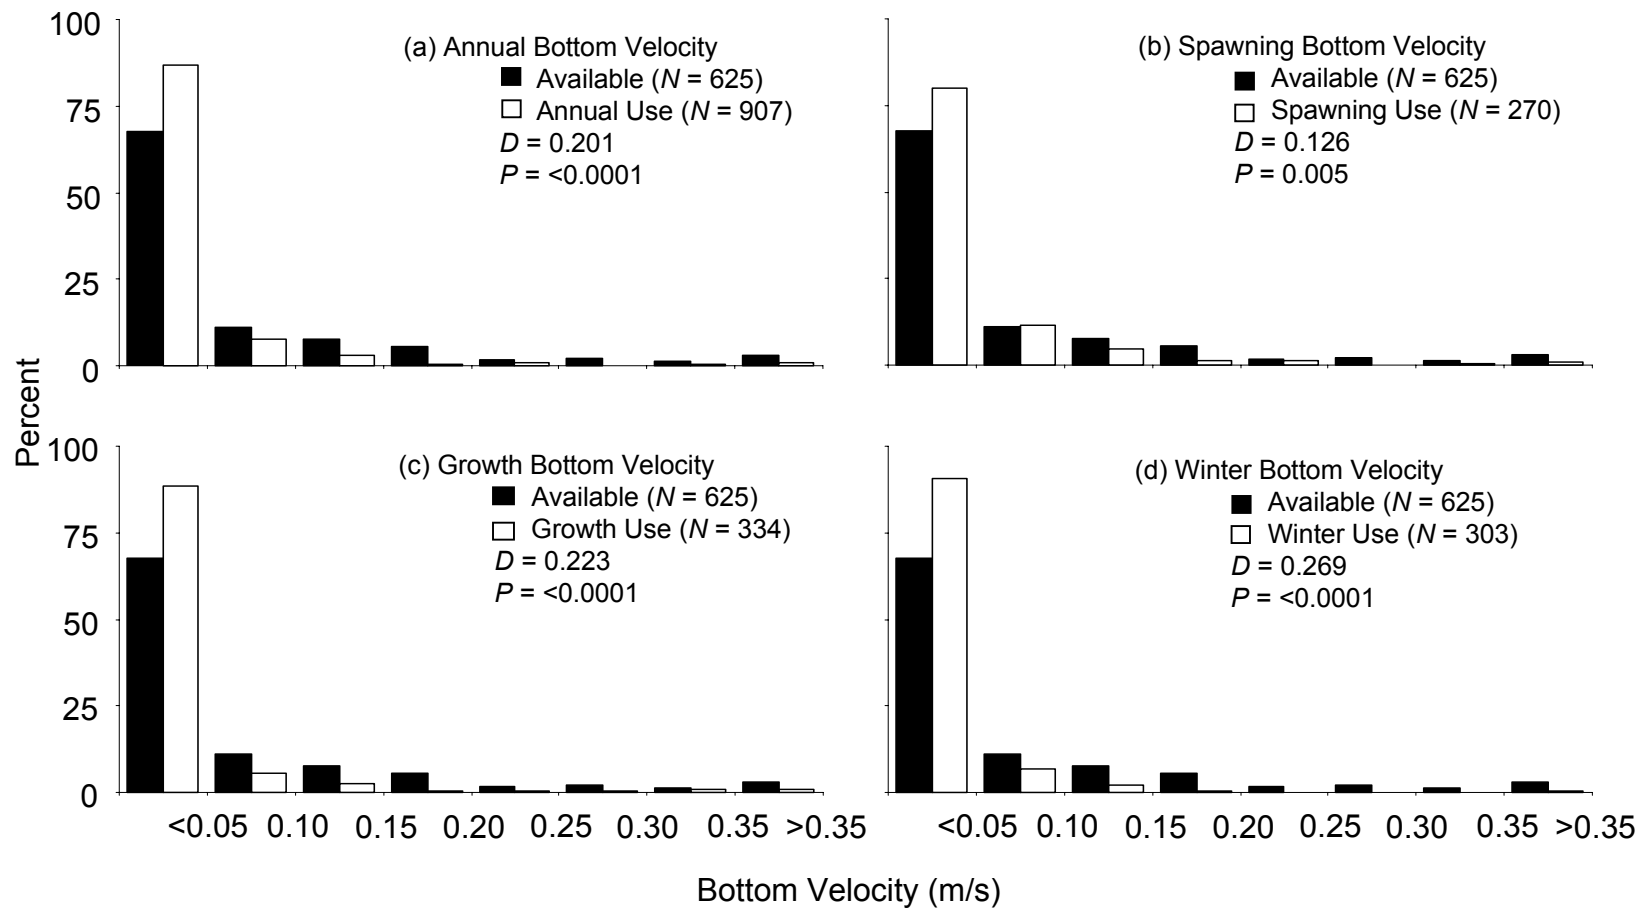 (a) Annual Bottom Velocity
Available (N = 625)
Annual Use (N = 907)
D = 0.201
P = <0.0001
(b) Spawning Bottom Velocity
Available (N = 625)
Spawning Use (N = 270)
D = 0.126
P = 0.005
100
75
50
25
0
Percent
(c) Growth Bottom Velocity
Available (N = 625)
Growth Use (N = 334)
D = 0.223
P = <0.0001
(d) Winter Bottom Velocity
Available (N = 625)
Winter Use (N = 303)
D = 0.269
P = <0.0001
100
75
50
25
0
<0.05 0.10 0.15 0.20 0.25 0.30 0.35 >0.35
<0.05 0.10 0.15 0.20 0.25 0.30 0.35 >0.35
Bottom Velocity (m/s)